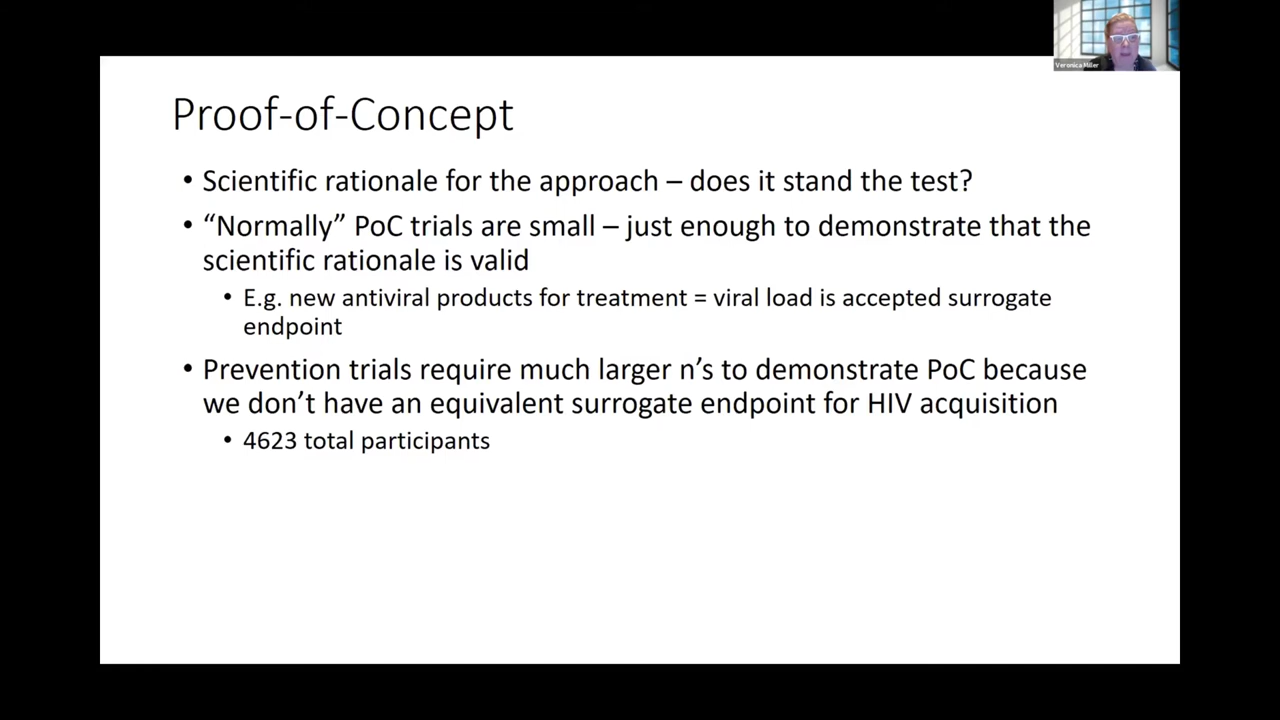 Veronica Miller
Proof-of-Concept
• Scientific rationale for the approach – does it stand the test?
• “Normally” PoC trials are small – just enough to demonstrate that the
scientific rationale is valid
• E.g. new antiviral products for treatment = viral load is accepted surrogate
endpoint
• Prevention trials require much larger n’s to demonstrate PoC because
we don’t have an equivalent surrogate endpoint for HIV acquisition
• 4623 total participants